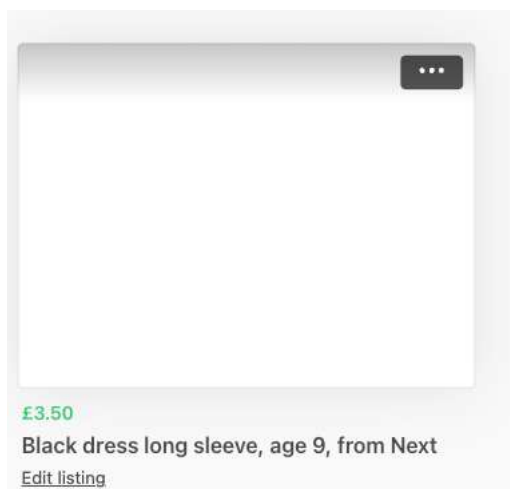 £3.50
Black dress long sleeve, age 9, from Next
Edit listing